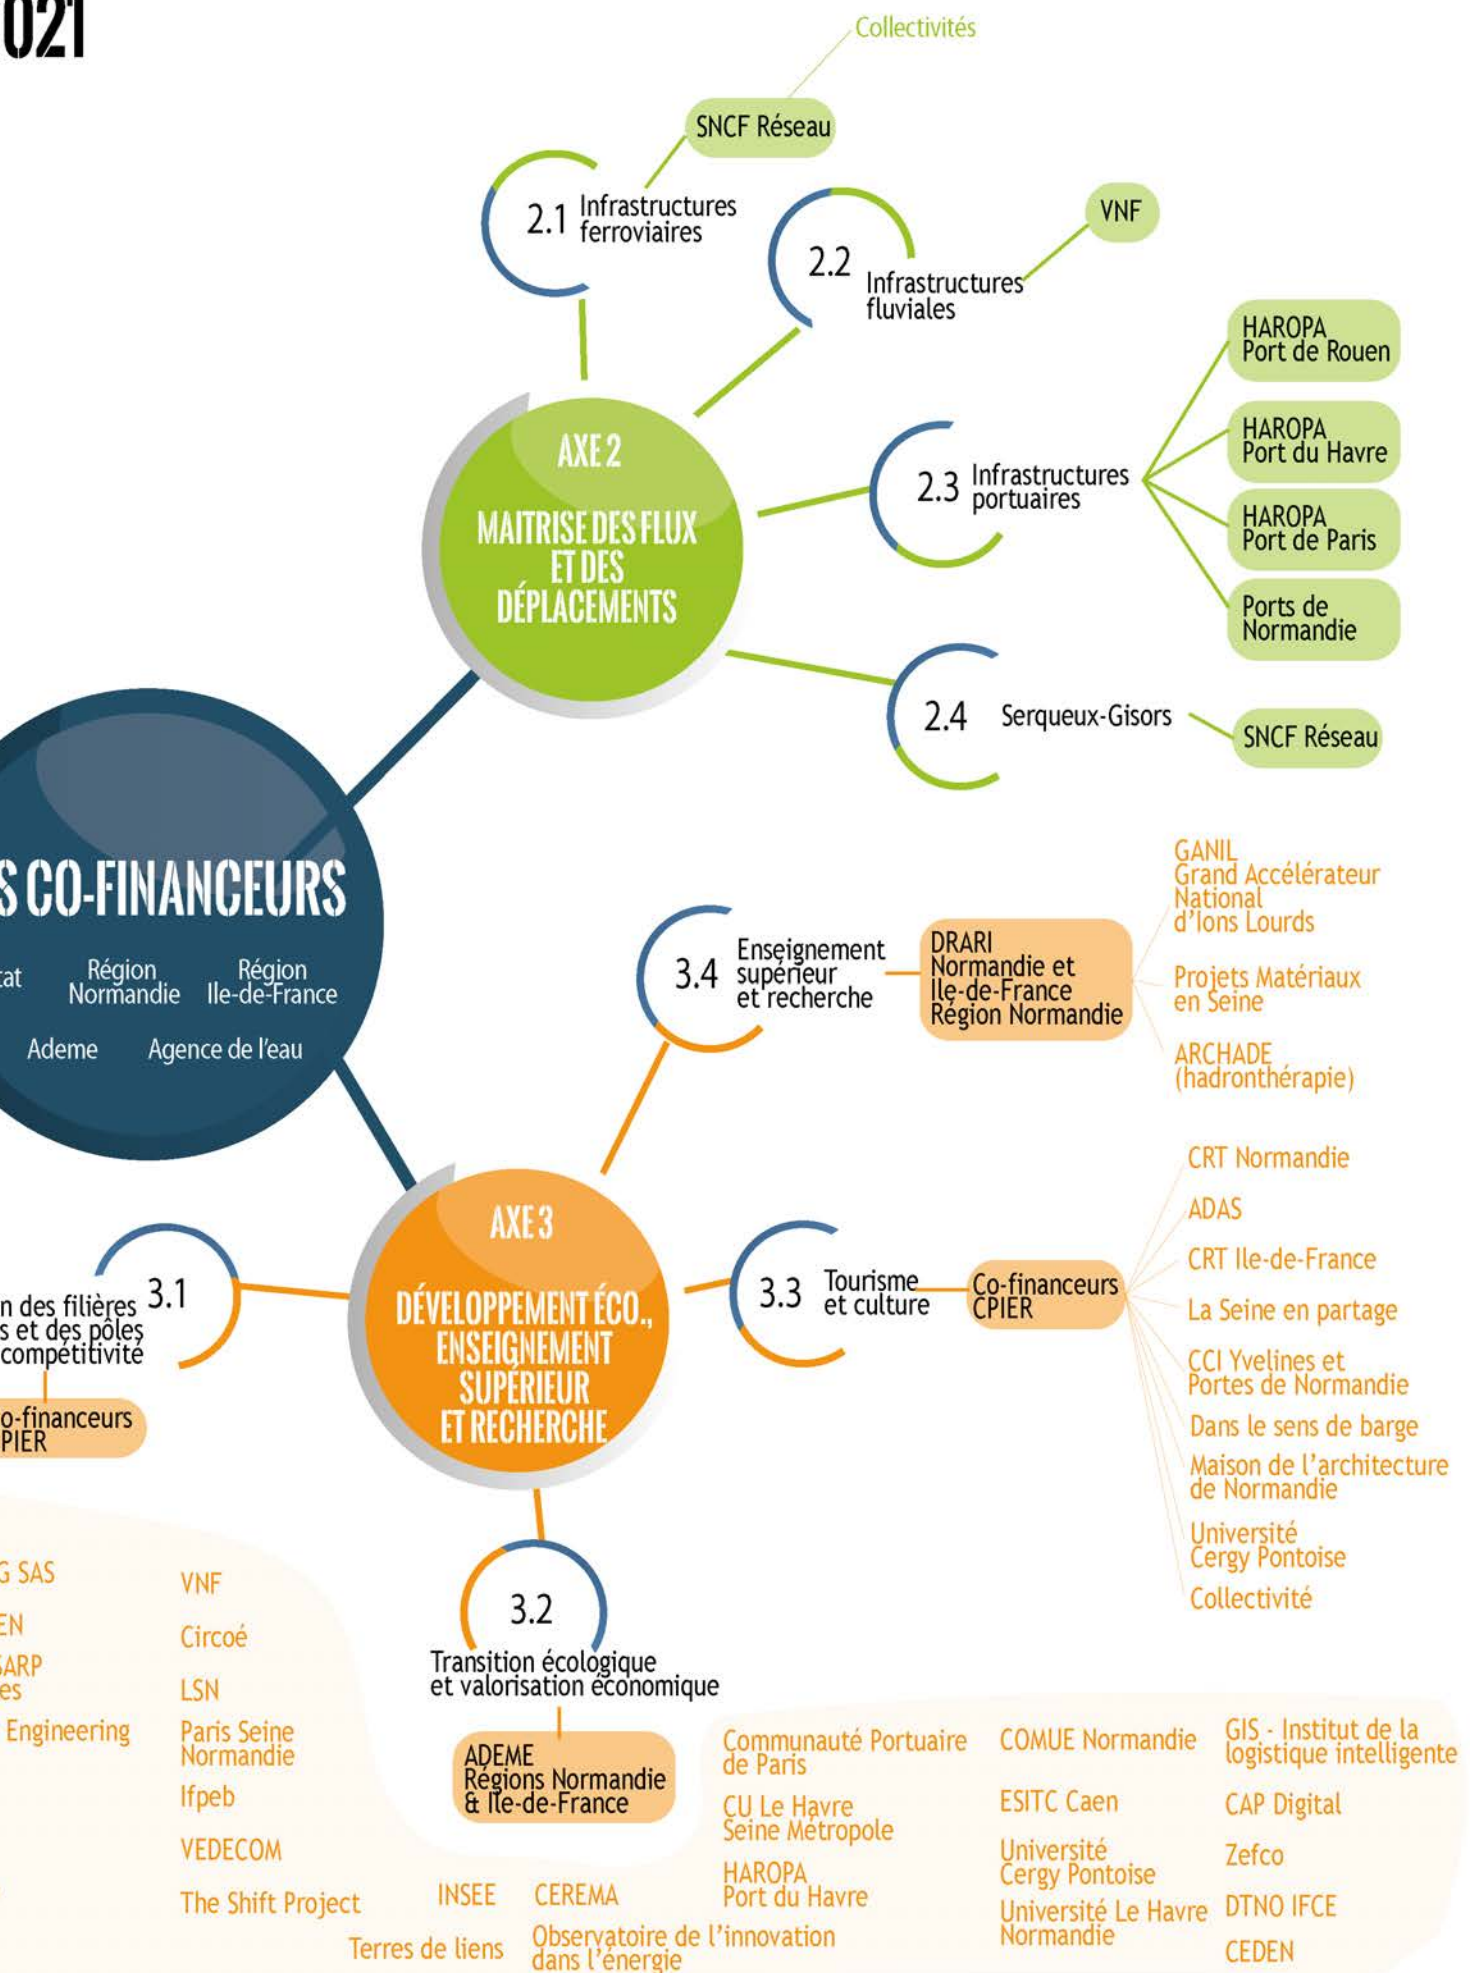 021
Collectivités
SNCF Réseau
2.1 Infrastructures
ferroviaires
VNF
2.2
Infrastructures
fluviales
HAROPA
Port de Rouen
AXE 2
MAITRISE DES FLUX
ET DES
DÉPLACEMENTS
2.3 Infrastructures
portuaires
HAROPA
Port du Havre
HAROPA
Port de Paris
Ports de
Normandie
2.4 Serqueux-Gisors
SNCF Réseau
S CO-FINANCEURS
tat
Région
Normandie
Région
Ile-de-France
Ademe
Agence de l'eau
3.4
Enseignement
supérieur
et recherche
DRARI
Normandie et
Ile-de-France
Région Normandie
GANIL
Grand Accélérateur
National
d'Ions Lourds
Projets Matériaux
en Seine
ARCHADE
(hadronthérapie)
AXE 3
DÉVELOPPEMENT ÉCO.,
ENSEIGNEMENT
SUPÉRIEUR
ET RECHERCHE
3.3
Tourisme
et culture
Co-financeurs
CPIER
CRT Normandie
ADAS
CRT Ile-de-France
La Seine en partage
CCI Yvelines et
Portes de Normandie
Dans le sens de barge
Maison de l'architecture
de Normandie
Université
Cergy Pontoise
Collectivité
3.1
n des filières
s et des pôles
compétitivité
o-financeurs
PIER
G SAS
EN
SARP
es
Engineering
VNF
Circoé
LSN
Paris Seine
Normandie
Ifpeb
VEDECOM
The Shift Project
3.2
Transition écologique
et valorisation économique
ADEME
Régions Normandie
& Ile-de-France
INSEE
CEREMA
Terres de liens
Observatoire de l'innovation
dans l'énergie
Communauté Portuaire
de Paris
CU Le Havre
Seine Métropole
HAROPA
Port du Havre
COMUE Normandie
ESITC Caen
Université
Cergy Pontoise
Université Le Havre
Normandie
GIS - Institut de la
logistique intelligente
CAP Digital
Zefco
DTNO IFCE
CEDEN